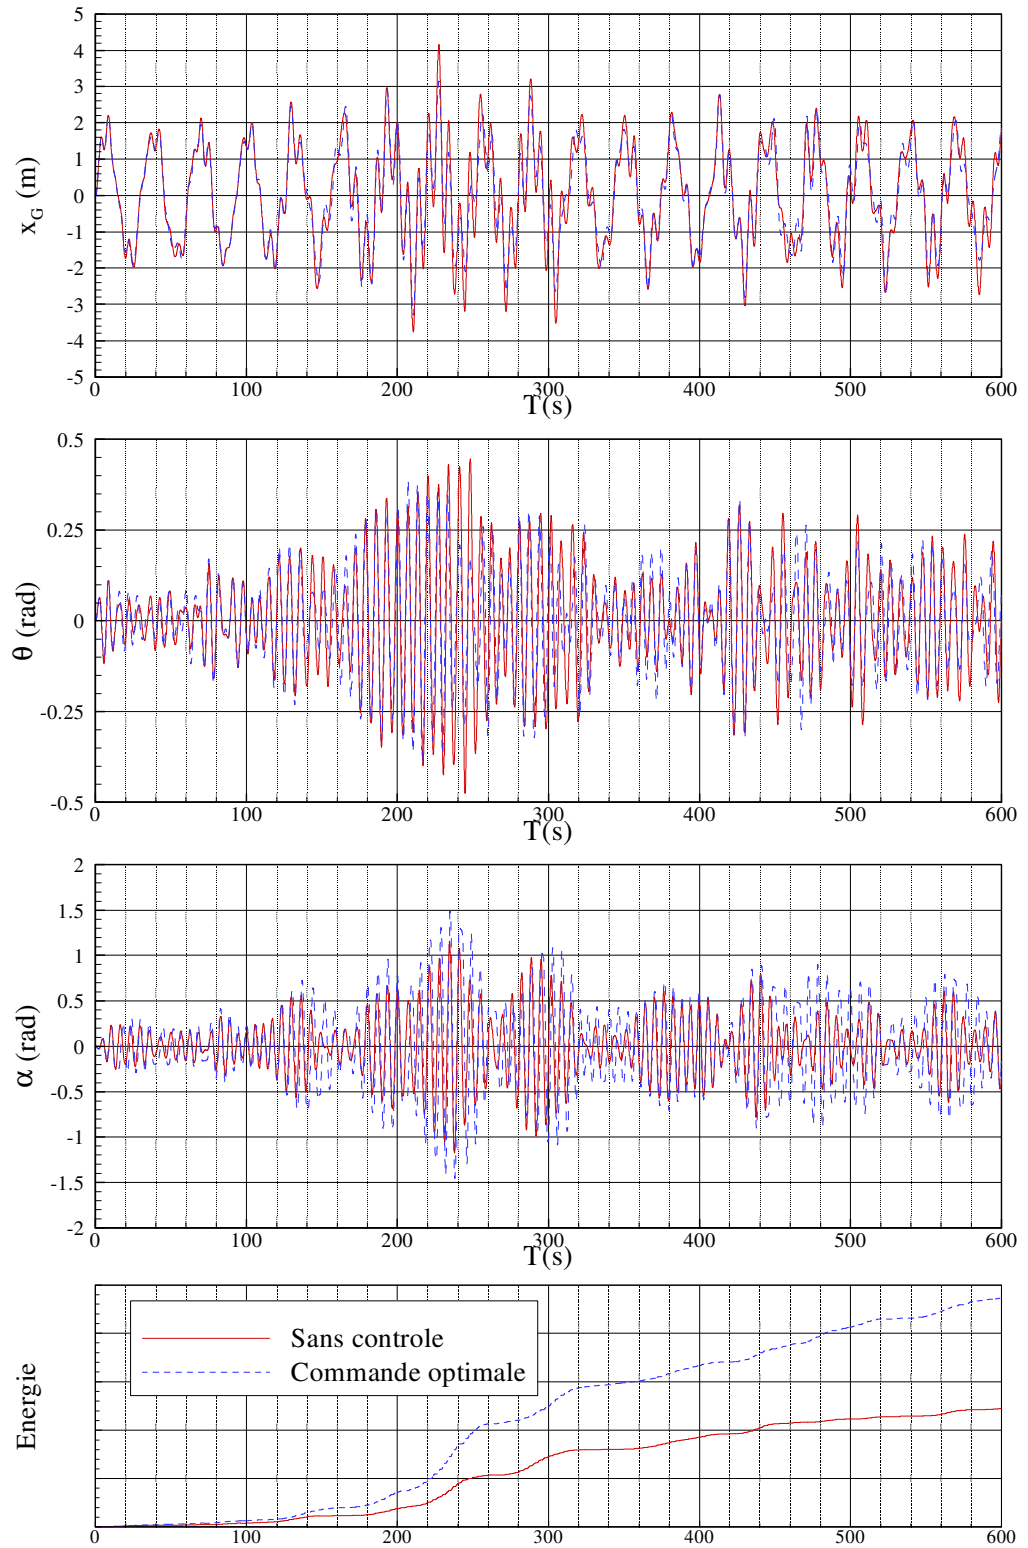 5
4
3
2
1
0
-1
-2
-3
-4
-5
x_G (m)
0 100 200 300 400 500 600
T(s)
0.5
0.25
0
-0.25
-0.5
θ (rad)
0 100 200 300 400 500 600
T(s)
2
1.5
1
0.5
0
-0.5
-1
-1.5
-2
α (rad)
0 100 200 300 400 500 600
T(s)
Energie
Sans controle
Commande optimale
0 100 200 300 400 500 600